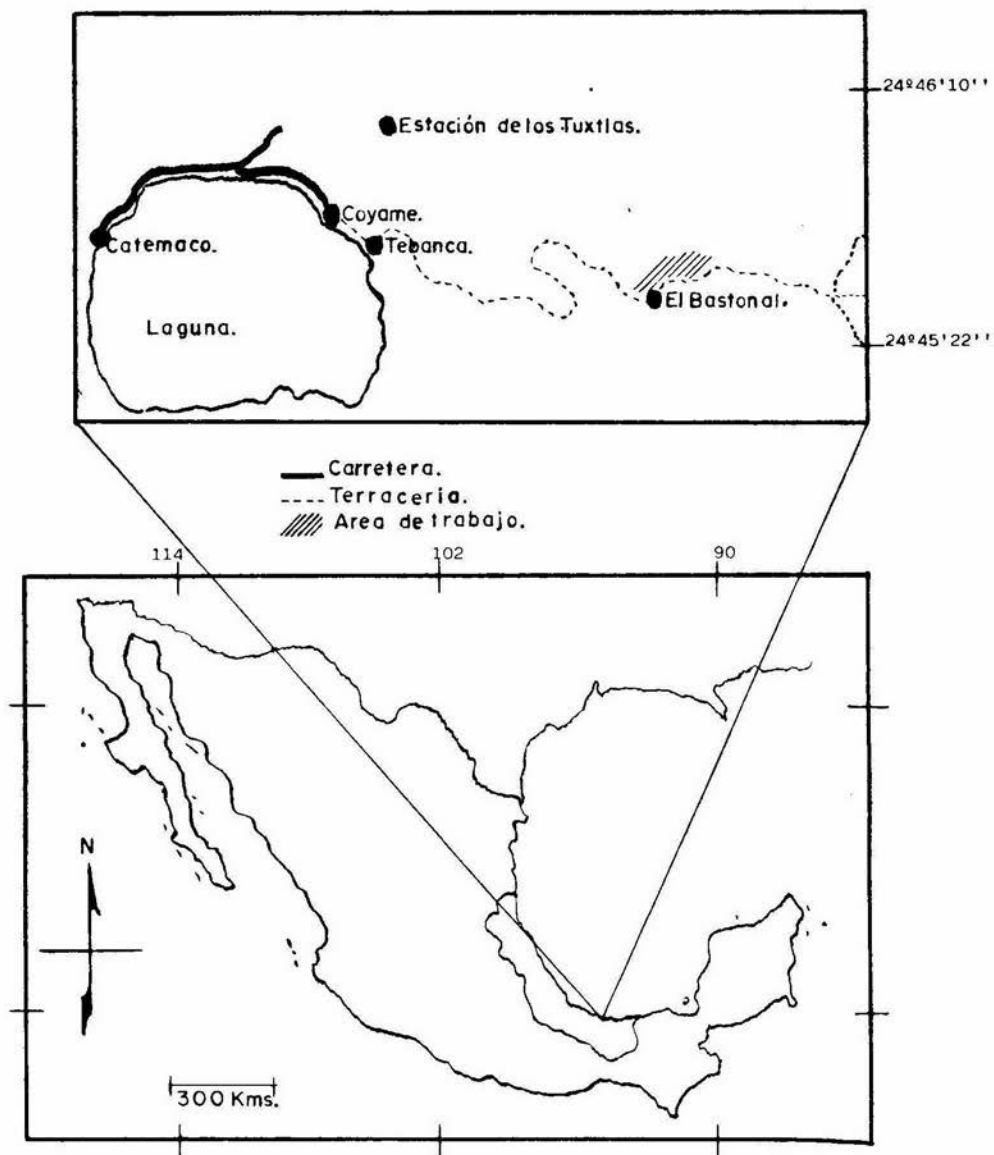 24º46'10''
Estación de los Tuxtlas.
Coyame.
Catemaco.
Tebanca.
El Bastonal.
Laguna.
24º45'22''
Carretera.
Terraceria.
Area de trabajo.
114 102 90
N
300 Kms.